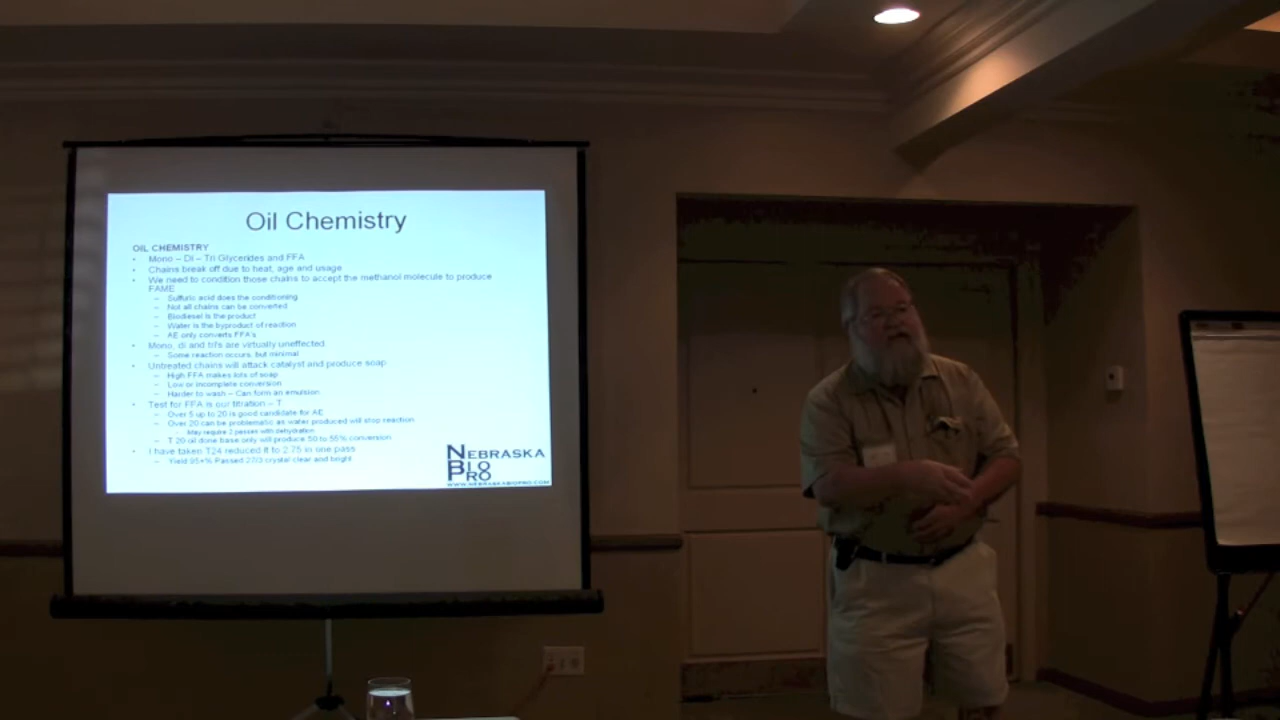 Oil Chemistry
OIL CHEMISTRY
• Mono – Di – Tri Glycerides and FFA
• Chains break off due to heat, age and usage
• We need to condition those chains to accept the methanol molecule to produce
FAME
– Sulfuric acid does the conditioning
– Not all chains can be converted
– Biodiesel is the product
– Water is the byproduct of reaction
– AE only converts FFA's
• Mono, di and tri's are virtually uneffected
– Some reaction occurs, but minimal
• Untreated chains will attack catalyst and produce soap
– High FFA makes lots of soap
– Low or incomplete conversion
– Harder to wash – Can form an emulsion
• Test for FFA is our titration – T
– Over 5 up to 20 is good candidate for AE
– Over 20 can be problematic as water produced will stop reaction
– May require 2 passes with dehydration
– T 20 oil done base only will produce 50 to 55% conversion
• I have taken T24 reduced it to 2.75 in one pass
– Yield 95+% Passed 27/3 crystal clear and bright
NEBRASKA
BIO
PRO
WWW.NEBRASKABIOPRO.COM